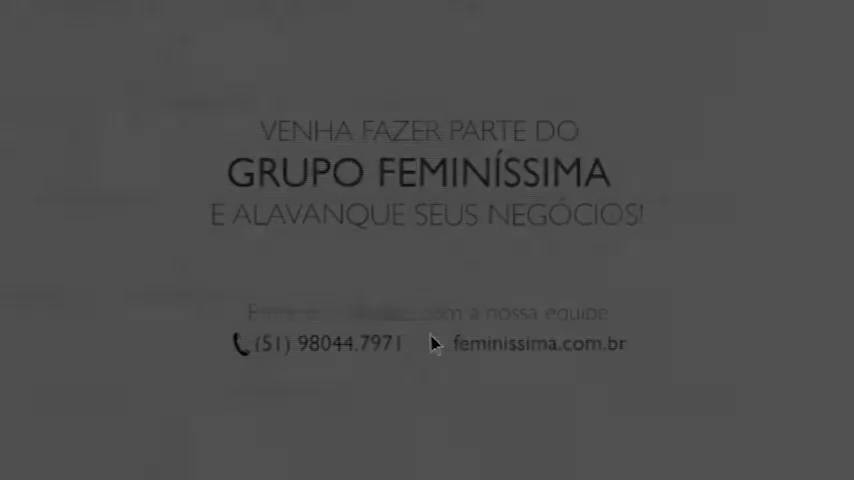 VENHA FAZER PARTE DO
GRUPO FEMINÍSSIMA
E ALAVANQUE SEUS NEGÓCIOS!
com a nossa equipe
(51) 98044.7971 feminissima.com.br